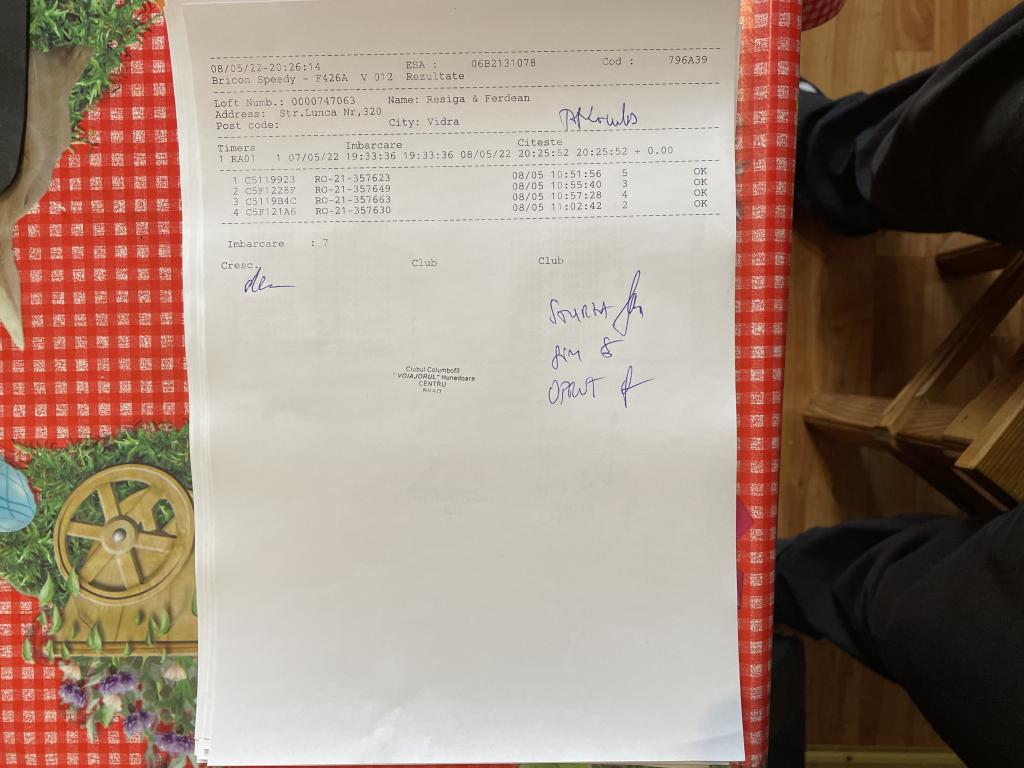 08/05/22-20:26:14 ESA : 06B2131078 Cod : 796A39
Bricon Speedy - F426A V 012 Rezultate
Loft Numb.: 0000747063 Name: Resiga & Ferdean
Address: Str.Lunca Nr,320
Post code: City: Vidra
Timers Imbarcare Citeste
1 RA01 1 07/05/22 19:33:36 19:33:36 08/05/22 20:25:52 20:25:52 + 0.00
1 C5119923 RO-21-357623 08/05 10:51:56 5 OK
2 C5F1228F RO-21-357649 08/05 10:55:40 3 OK
3 C5119B4C RO-21-357663 08/05 10:57:28 4 OK
4 C5F121A6 RO-21-357630 08/05 11:02:42 2 OK
Imbarcare : 7
Cresc. Club Club
Clubul Columbofil
"VOIAJORUL" Hunedoara
CENTRU
BRAD